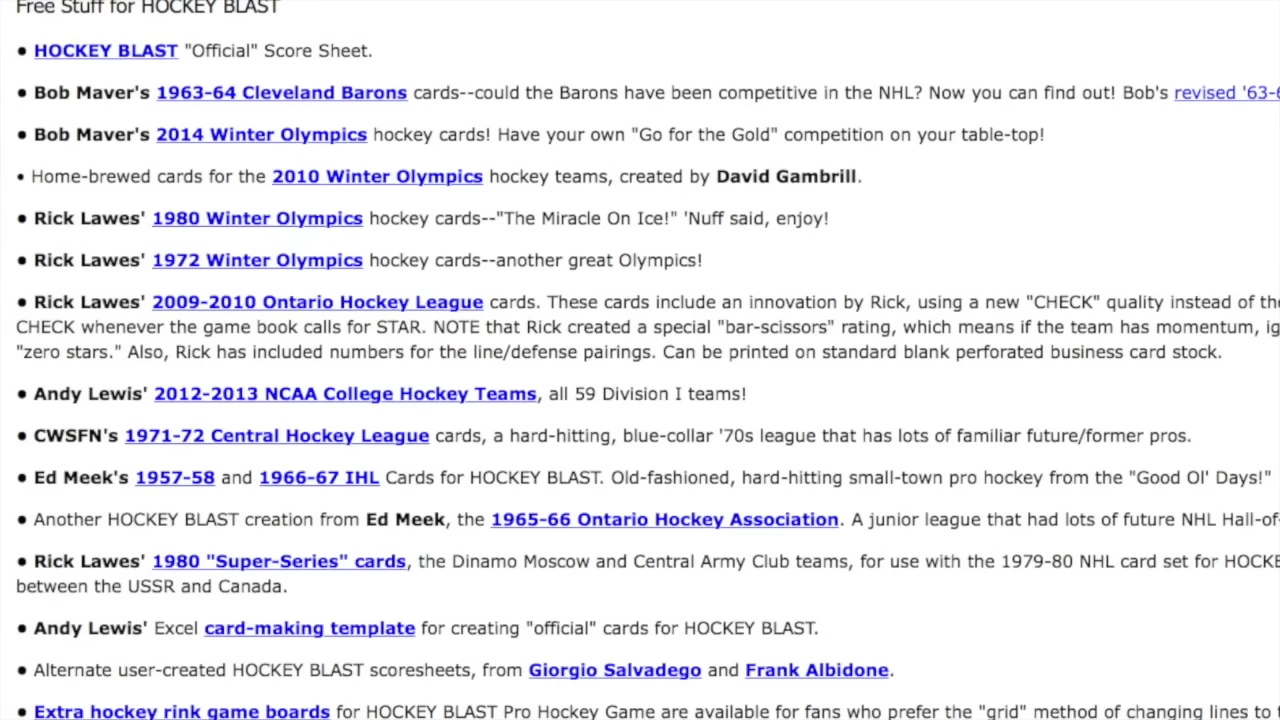 Free Stuff for HOCKEY BLAST
● HOCKEY BLAST "Official" Score Sheet.
● Bob Maver's 1963-64 Cleveland Barons cards--could the Barons have been competitive in the NHL? Now you can find out! Bob's revised '63-6
● Bob Maver's 2014 Winter Olympics hockey cards! Have your own "Go for the Gold" competition on your table-top!
• Home-brewed cards for the 2010 Winter Olympics hockey teams, created by David Gambrill.
● Rick Lawes' 1980 Winter Olympics hockey cards--"The Miracle On Ice!" 'Nuff said, enjoy!
● Rick Lawes' 1972 Winter Olympics hockey cards--another great Olympics!
● Rick Lawes' 2009-2010 Ontario Hockey League cards. These cards include an innovation by Rick, using a new "CHECK" quality instead of the
CHECK whenever the game book calls for STAR. NOTE that Rick created a special "bar-scissors" rating, which means if the team has momentum, ig
"zero stars." Also, Rick has included numbers for the line/defense pairings. Can be printed on standard blank perforated business card stock.
● Andy Lewis' 2012-2013 NCAA College Hockey Teams, all 59 Division I teams!
● CWSFN's 1971-72 Central Hockey League cards, a hard-hitting, blue-collar '70s league that has lots of familiar future/former pros.
● Ed Meek's 1957-58 and 1966-67 IHL Cards for HOCKEY BLAST. Old-fashioned, hard-hitting small-town pro hockey from the "Good Ol' Days!"
● Another HOCKEY BLAST creation from Ed Meek, the 1965-66 Ontario Hockey Association. A junior league that had lots of future NHL Hall-of-
● Rick Lawes' 1980 "Super-Series" cards, the Dinamo Moscow and Central Army Club teams, for use with the 1979-80 NHL card set for HOCKE
between the USSR and Canada.
● Andy Lewis' Excel card-making template for creating "official" cards for HOCKEY BLAST.
● Alternate user-created HOCKEY BLAST scoresheets, from Giorgio Salvadego and Frank Albidone.
● Extra hockey rink game boards for HOCKEY BLAST Pro Hockey Game are available for fans who prefer the "grid" method of changing lines to